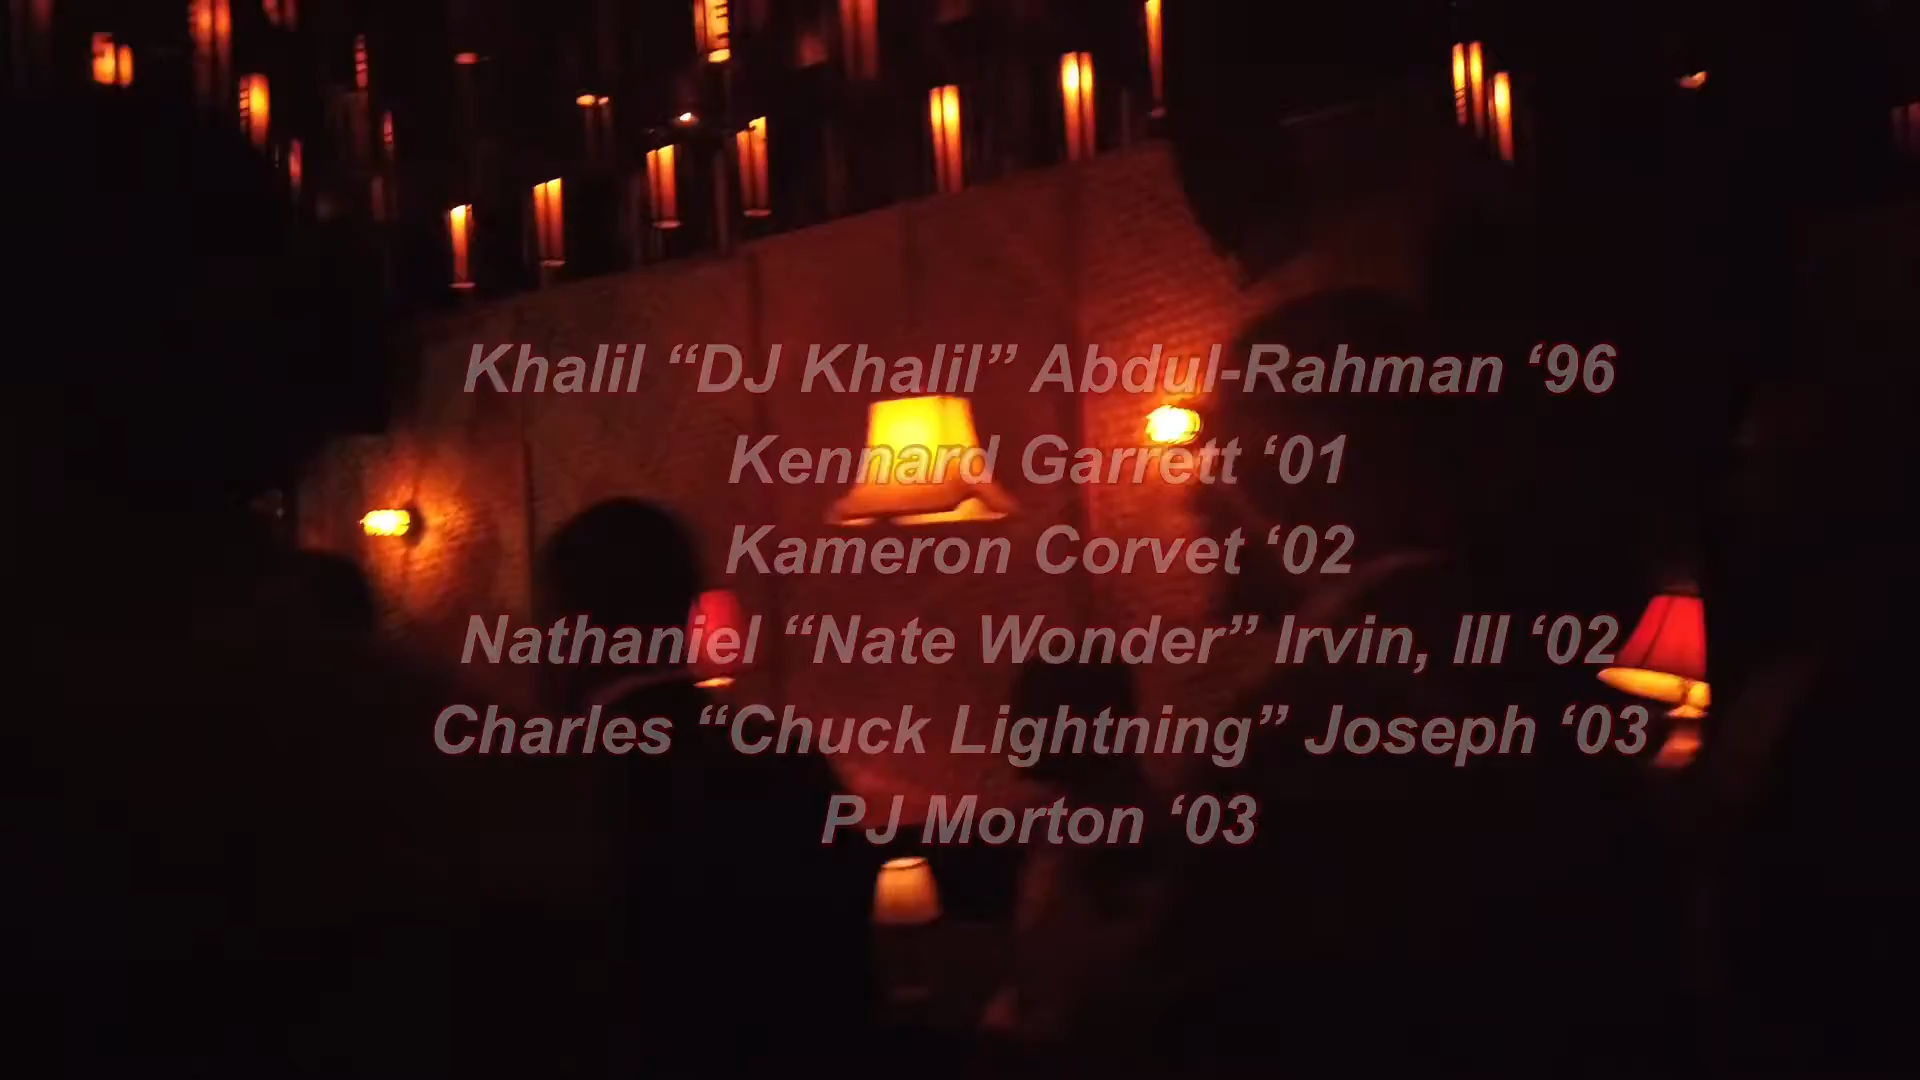 Khalil “DJ Khalil” Abdul-Rahman ‘96
Kennard Garrett ‘01
Kameron Corvet ‘02
Nathaniel “Nate Wonder” Irvin, III ‘02
Charles “Chuck Lightning” Joseph ‘03
PJ Morton ‘03